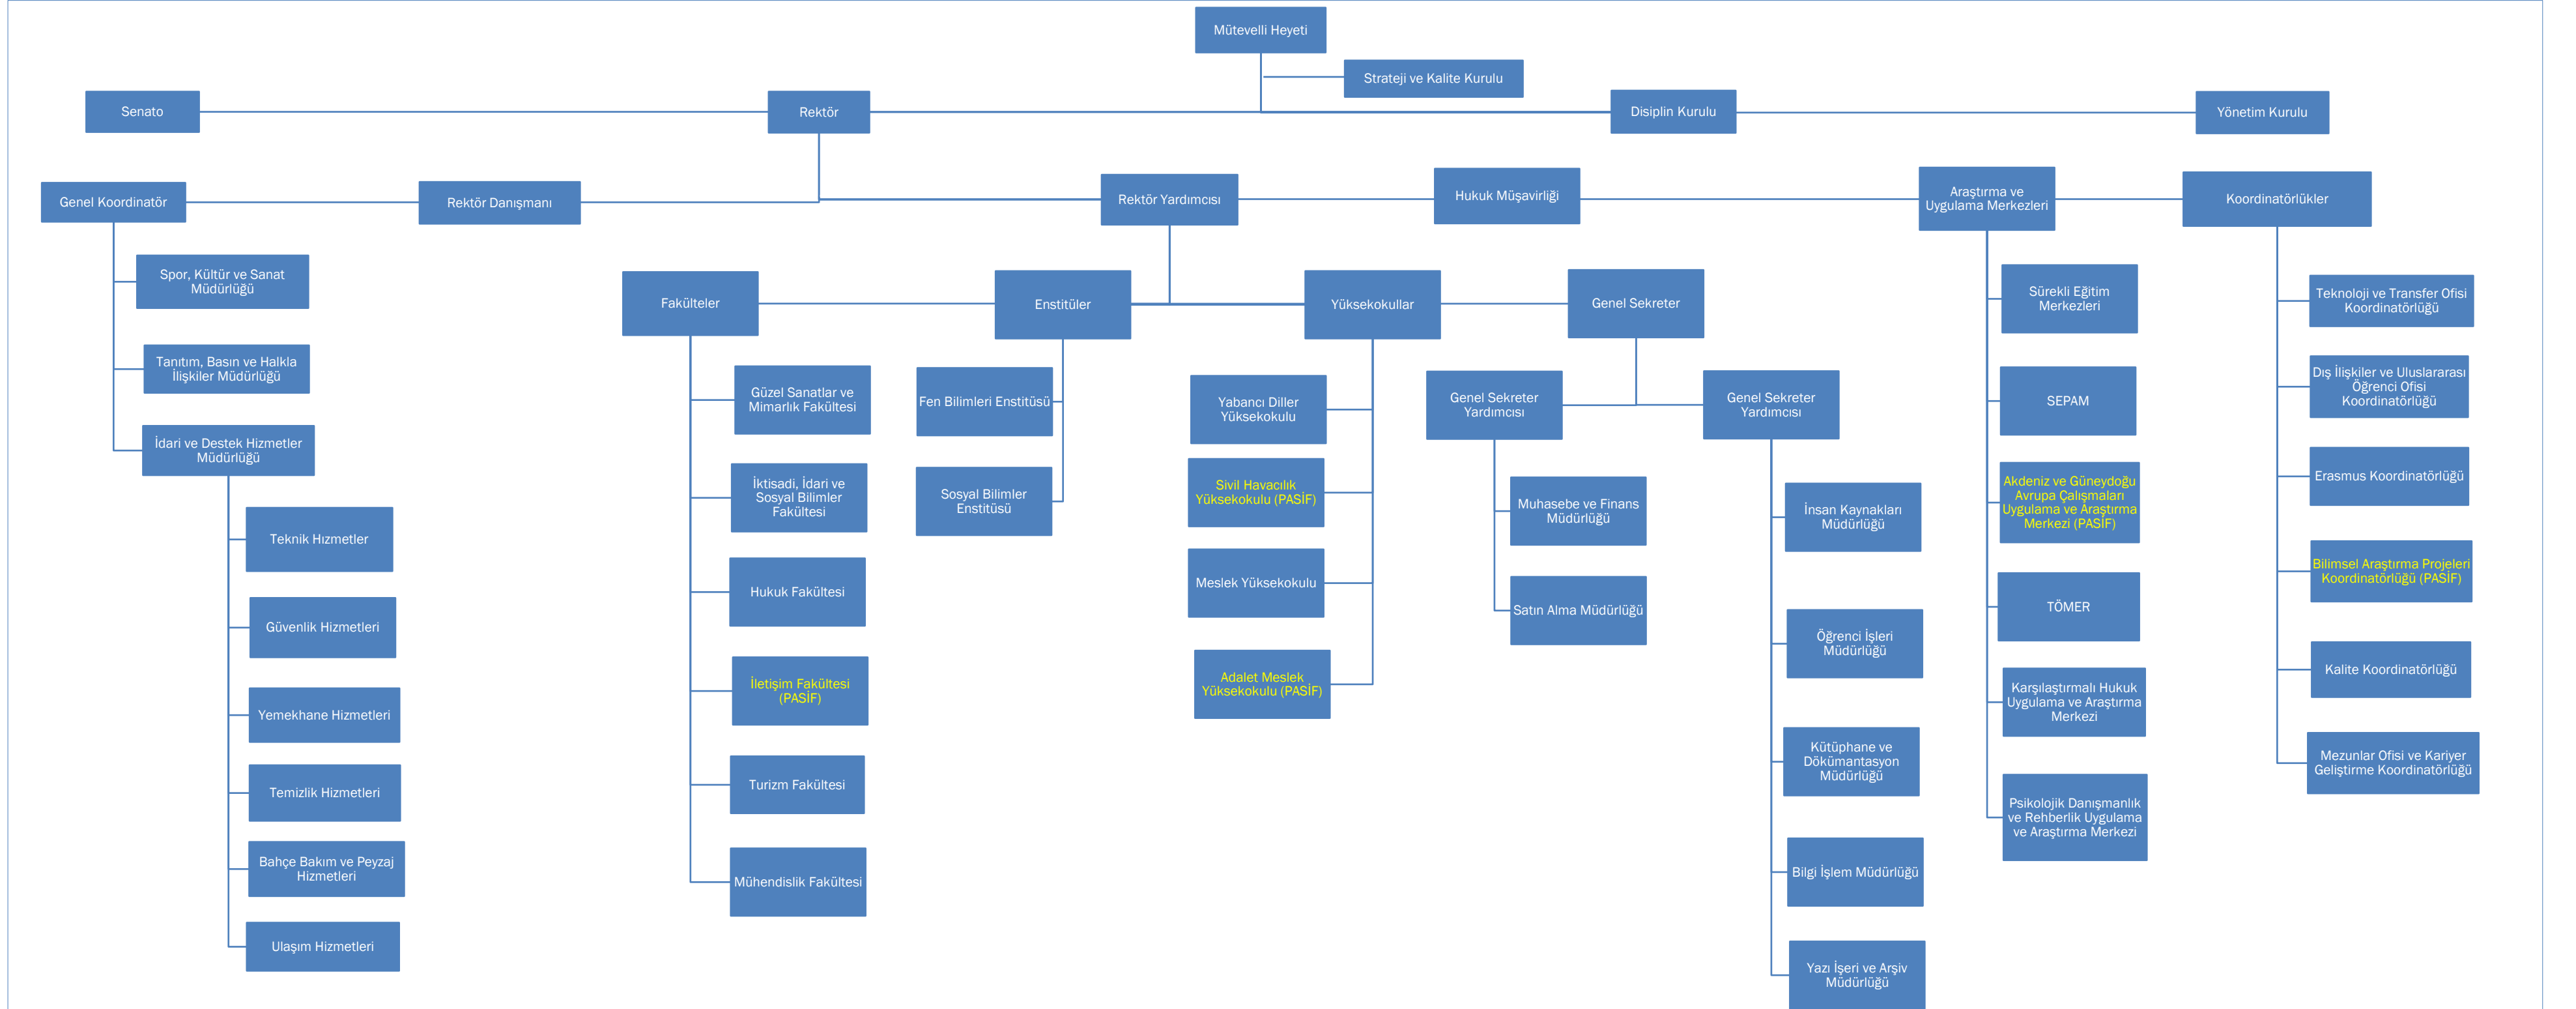 Mütevelli Heyeti
Strateji ve Kalite Kurulu
Senato
Rektör
Disiplin Kurulu
Yönetim Kurulu
Genel Koordinatör
Rektör Danışmanı
Rektör Yardımcısı
Hukuk Müşavirliği
Araştırma ve
Uygulama Merkezleri
Koordinatörlükler
Spor, Kültür ve Sanat
Müdürlüğü
Tanıtım, Basın ve Halkla
İlişkiler Müdürlüğü
İdari ve Destek Hizmetler
Müdürlüğü
Teknik Hızmetler
Güvenlik Hizmetleri
Yemekhane Hizmetleri
Temizlik Hizmetleri
Bahçe Bakım ve Peyzaj
Hizmetleri
Ulaşım Hizmetleri
Fakülteler
Enstitüler
Yüksekokullar
Genel Sekreter
Güzel Sanatlar ve
Mimarlık Fakültesi
İktisadi, İdari ve
Sosyal Bilimler
Fakültesi
Hukuk Fakültesi
İletişim Fakültesi
(PASİF)
Turizm Fakültesi
Mühendislik Fakültesi
Fen Bilimleri Enstitüsü
Sosyal Bilimler
Enstitüsü
Yabancı Diller
Yüksekokulu
Sivil Havacılık
Yüksekokulu (PASİF)
Meslek Yüksekokulu
Adalet Meslek
Yüksekokulu (PASİF)
Genel Sekreter
Yardımcısı
Genel Sekreter
Yardımcısı
Muhasebe ve Finans
Müdürlüğü
Satın Alma Müdürlüğü
İnsan Kaynakları
Müdürlüğü
Öğrenci İşleri
Müdürlüğü
Kütüphane ve
Dökümantasyon
Müdürlüğü
Bilgi İşlem Müdürlüğü
Yazı İşeri ve Arşiv
Müdürlüğü
Sürekli Eğitim
Merkezleri
SEPAM
Akdeniz ve Güneydoğu
Avrupa Çalışmaları
Uygulama ve Araştırma
Merkezi (PASİF)
TÖMER
Karşılaştırmalı Hukuk
Uygulama ve Araştırma
Merkezi
Psikolojik Danışmanlık
ve Rehberlik Uygulama
ve Araştırma Merkezi
Teknoloji ve Transfer Ofisi
Koordinatörlüğü
Dış İlişkiler ve Uluslararası
Öğrenci Ofisi
Koordinatörlüğü
Erasmus Koordinatörlüğü
Bilimsel Araştırma Projeleri
Koordinatörlüğü (PASİF)
Kalite Koordinatörlüğü
Mezunlar Ofisi ve Kariyer
Geliştirme Koordinatörlüğü